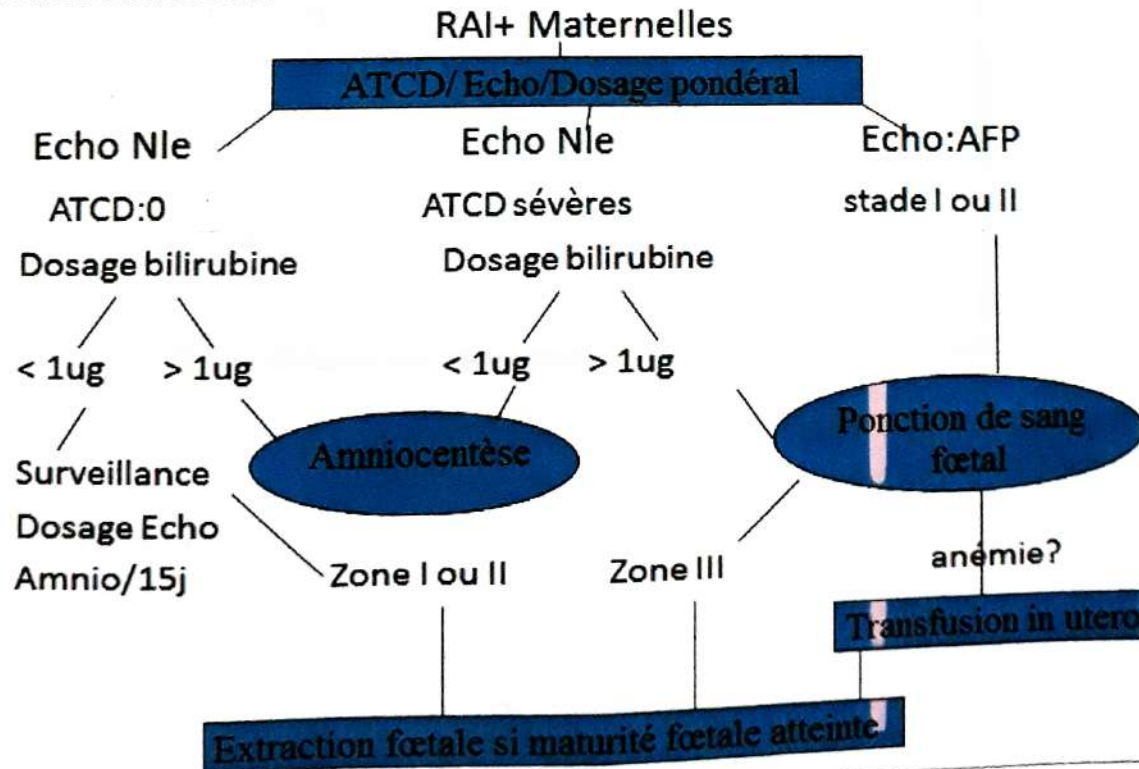 RAI+ Maternelles
ATCD/ Echo/Dosage pondéral
Echo Nle
ATCD:0
Dosage bilirubine
< 1ug > 1ug
Surveillance
Dosage Echo
Amnio/15j
Echo Nle
ATCD sévères
Dosage bilirubine
< 1ug > 1ug
Amniocentèse
Echo:AFP
stade I ou II
Ponction de sang
fœtal
Zone I ou II
Zone III
anémie?
Transfusion in utero
Extraction fœtale si maturité fœtale atteinte